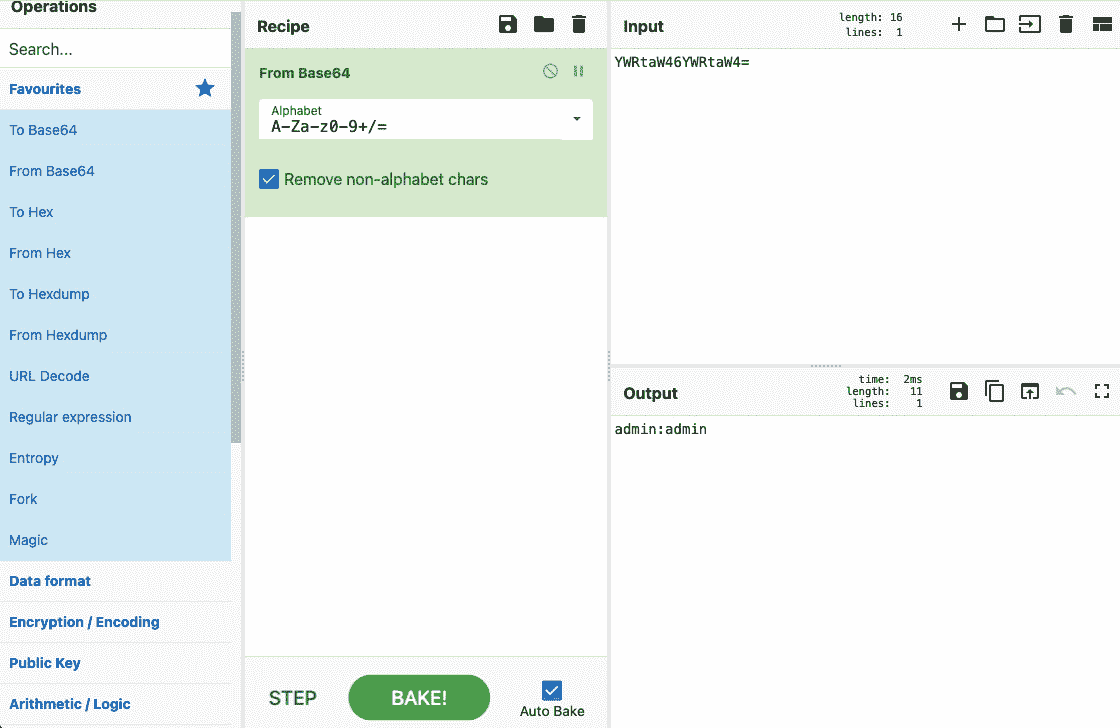 Operations
Search...
Favourites
To Base64
From Base64
To Hex
From Hex
To Hexdump
From Hexdump
URL Decode
Regular expression
Entropy
Fork
Magic
Data format
Encryption / Encoding
Public Key
Arithmetic / Logic
Recipe
From Base64
Alphabet
A-Za-z0-9+/=
Remove non-alphabet chars
STEP
BAKE!
Auto Bake
Input
length: 16
lines: 1
YWRtaW46YWRtaW4=
Output
time: 2ms
length: 11
lines: 1
admin:admin